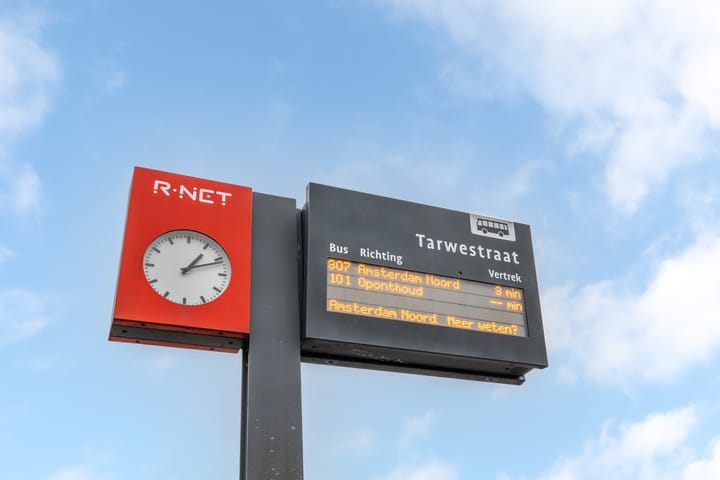 R·NET
Tarwestraat
Bus Richting Vertrek
307 Amsterdam Noord 3 min
101 Oponthoud -- min
Amsterdam Noord. Meer weten?